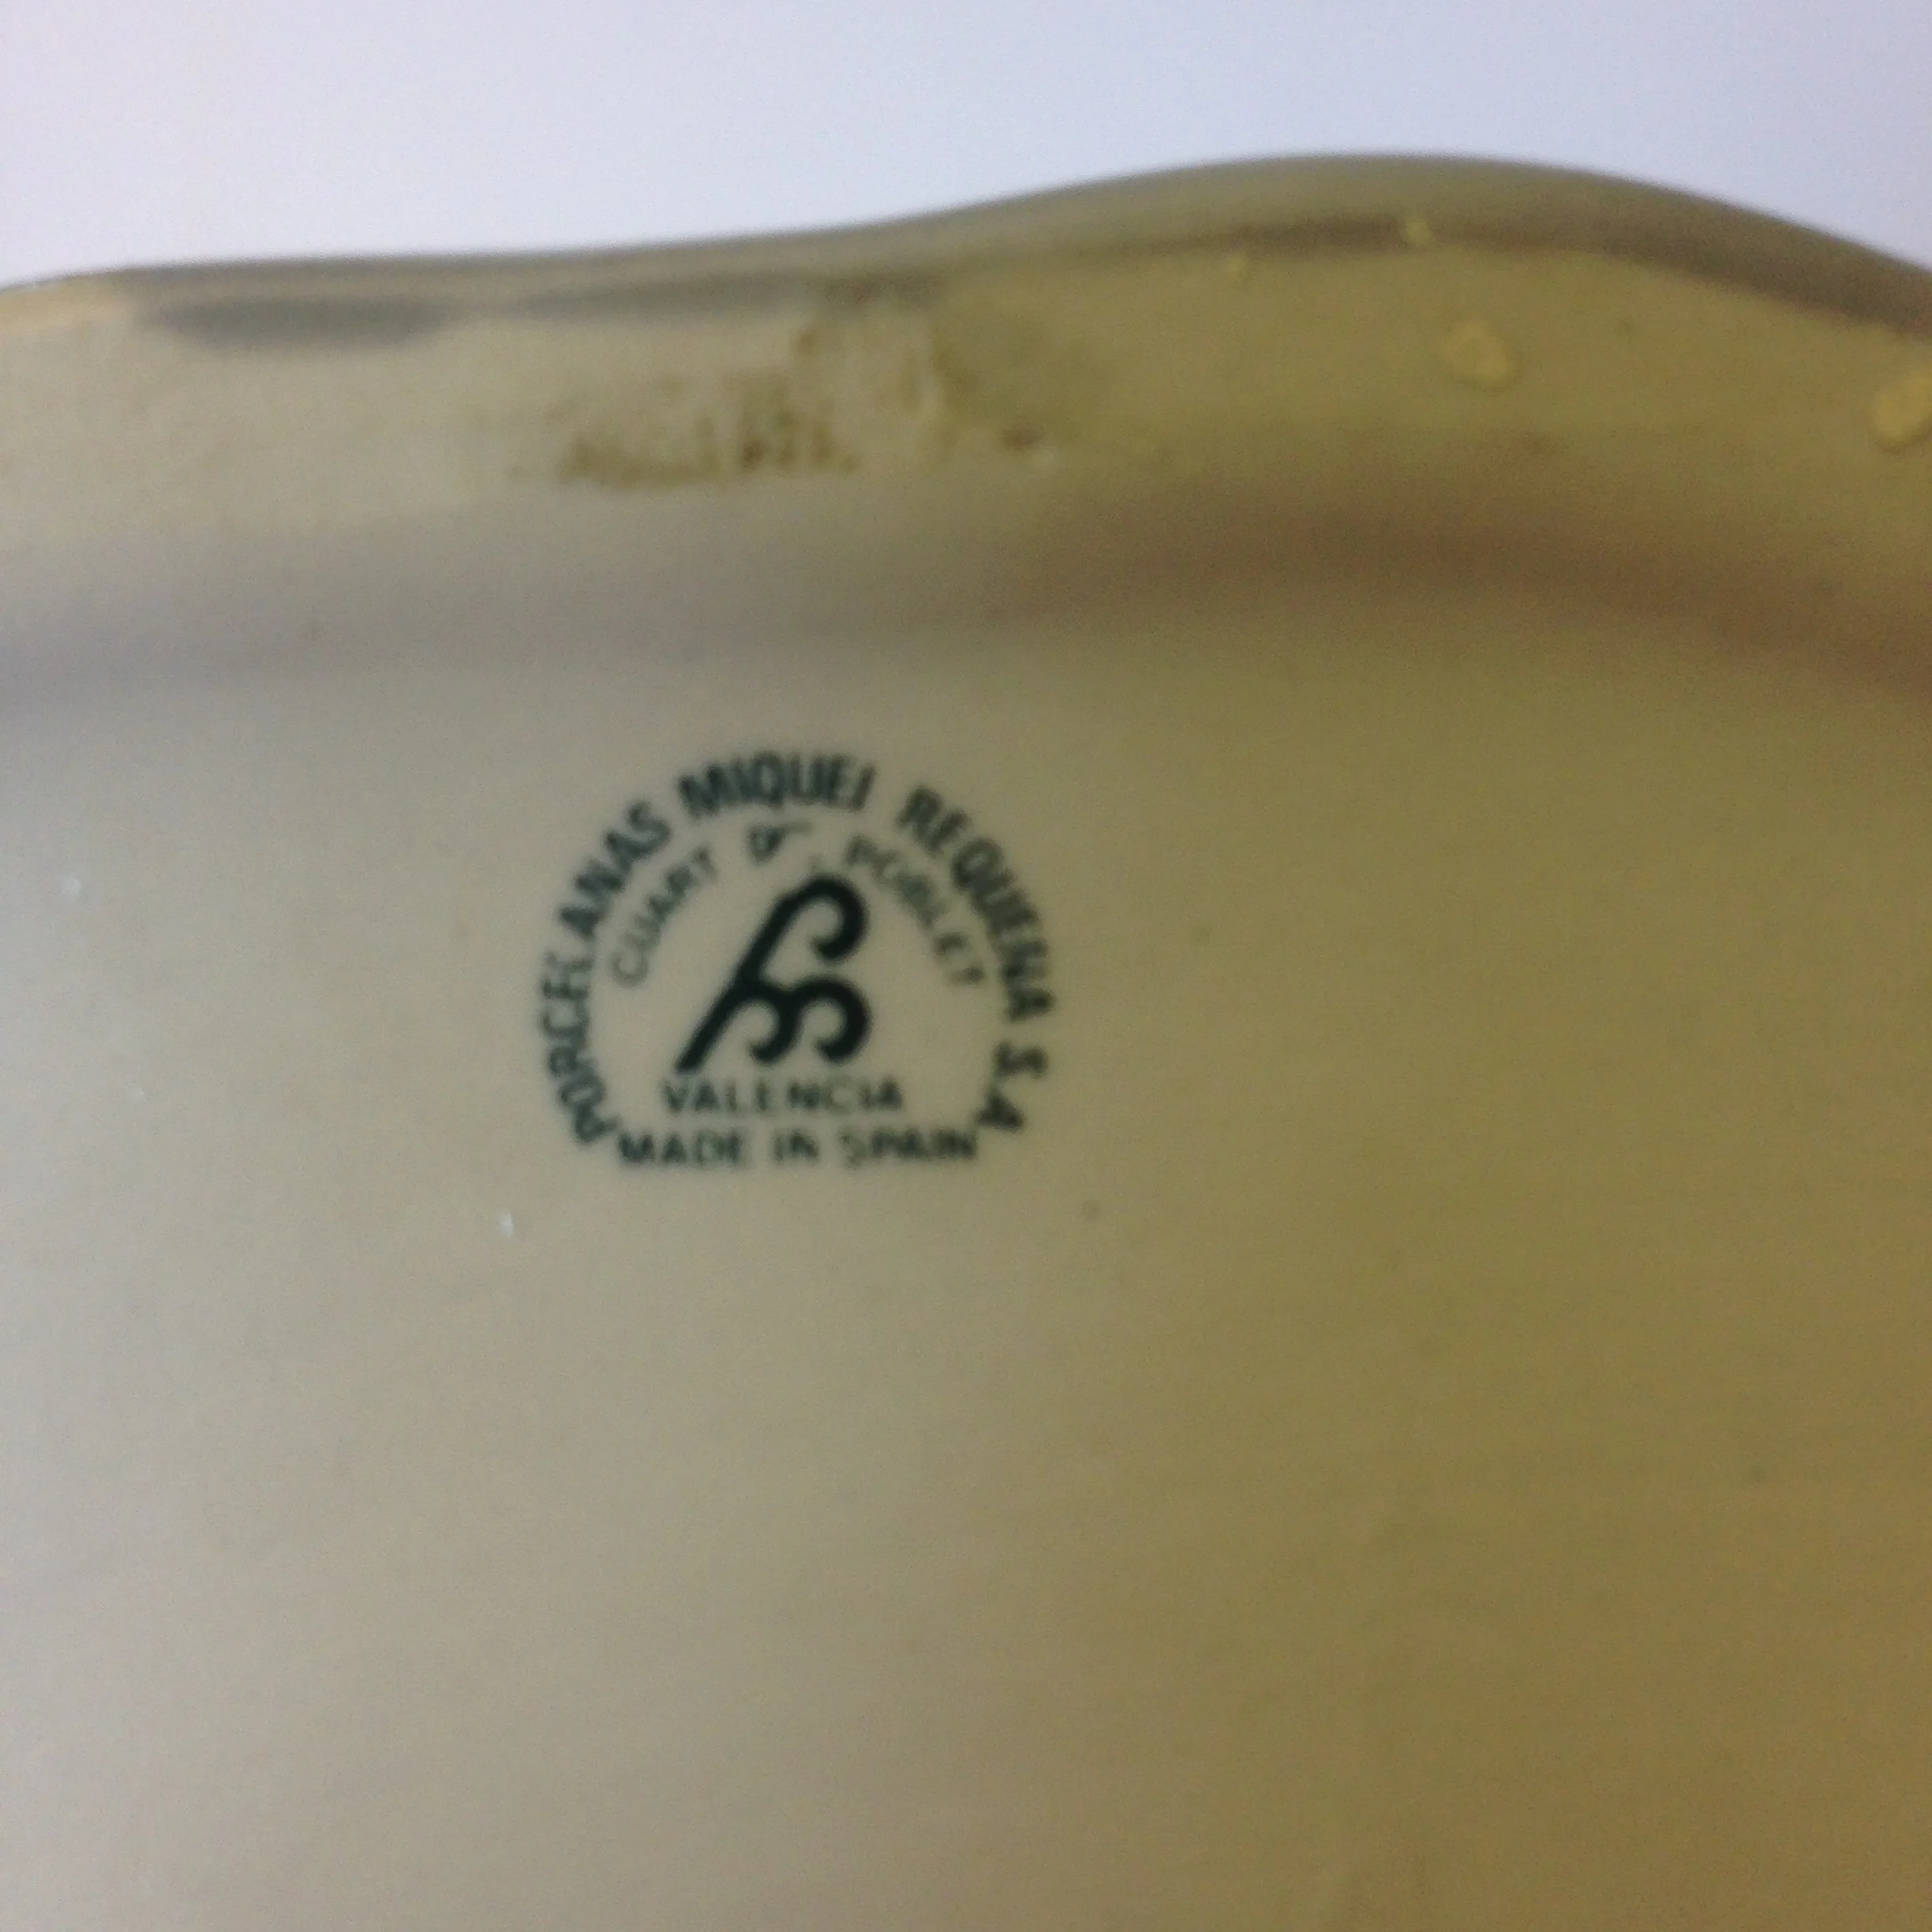 PORCELANAS MIQUEL REQUENA S.A
CUART DE POBLET
VALENCIA
MADE IN SPAIN